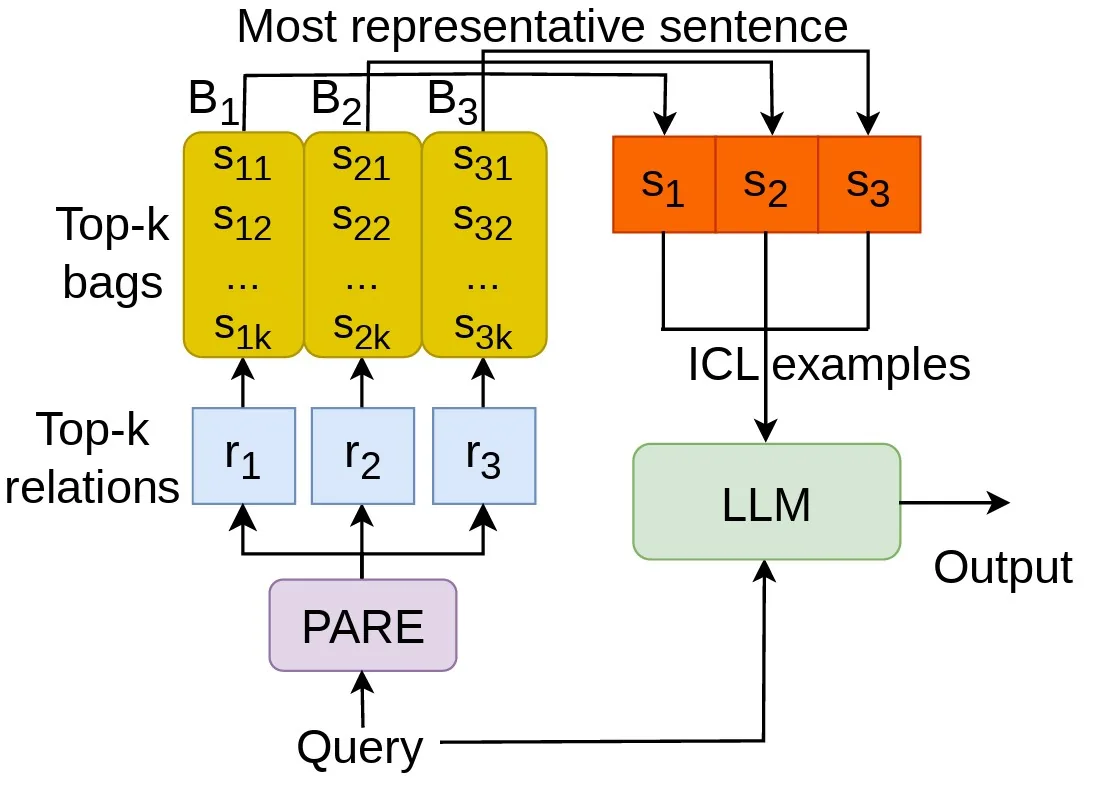 Most representative sentence
B1 B2 B3
s11 s21 s31
s12 s22 s32
... ... ...
s1k s2k s3k
Top-k
bags
s1 s2 s3
ICL examples
Top-k
relations
r1 r2 r3
LLM
Output
PARE
Query